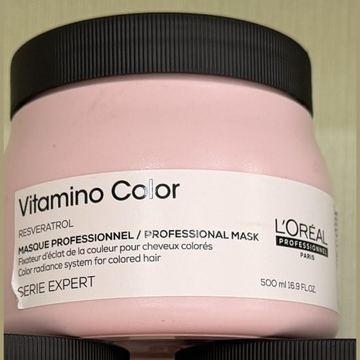 Vitamino Color
RESVERATROL
MASQUE PROFESSIONNEL / PROFESSIONAL MASK
Fixateur d'éclat de la couleur pour cheveux colorés
Color radiance system for colored hair
SERIE EXPERT
L'ORÉAL
PROFESSIONNEL
PARIS
500 ml 16.9 FL.OZ.